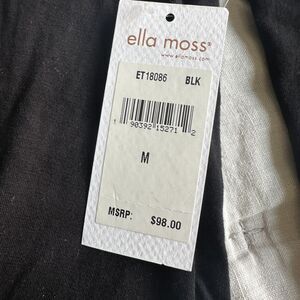 ella moss®
www.ellamoss.com
ET18086 BLK
1 90392 15271 2
M
MSRP: $98.00